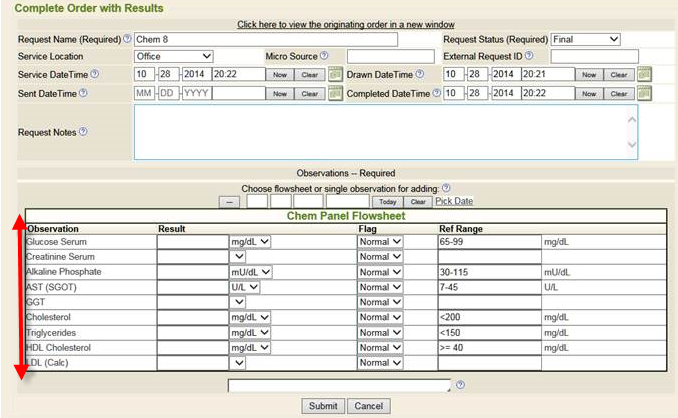 Complete Order with Results
Click here to view the originating order in a new window
Request Name (Required) ? Chem 8 Request Status (Required) Final
Service Location Office Micro Source ? External Request ID ?
Service DateTime ? 10 - 28 - 2014 20:22 Now Clear Drawn DateTime ? 10 - 28 - 2014 20:21 Now Clear
Sent DateTime ? MM - DD - YYYY Now Clear Completed DateTime ? 10 - 28 - 2014 20:22 Now Clear
Request Notes ?
Observations -- Required
Choose flowsheet or single observation for adding: ?
--- Today Clear Pick Date
Chem Panel Flowsheet
Observation Result Flag Ref Range
Glucose Serum mg/dL Normal 65-99 mg/dL
Creatinine Serum Normal
Alkaline Phosphate mU/dL Normal 30-115 mU/dL
AST (SGOT) U/L Normal 7-45 U/L
GGT Normal
Cholesterol mg/dL Normal <200 mg/dL
Triglycerides mg/dL Normal <150 mg/dL
HDL Cholesterol mg/dL Normal >= 40 mg/dL
LDL (Calc) Normal
?
Submit Cancel